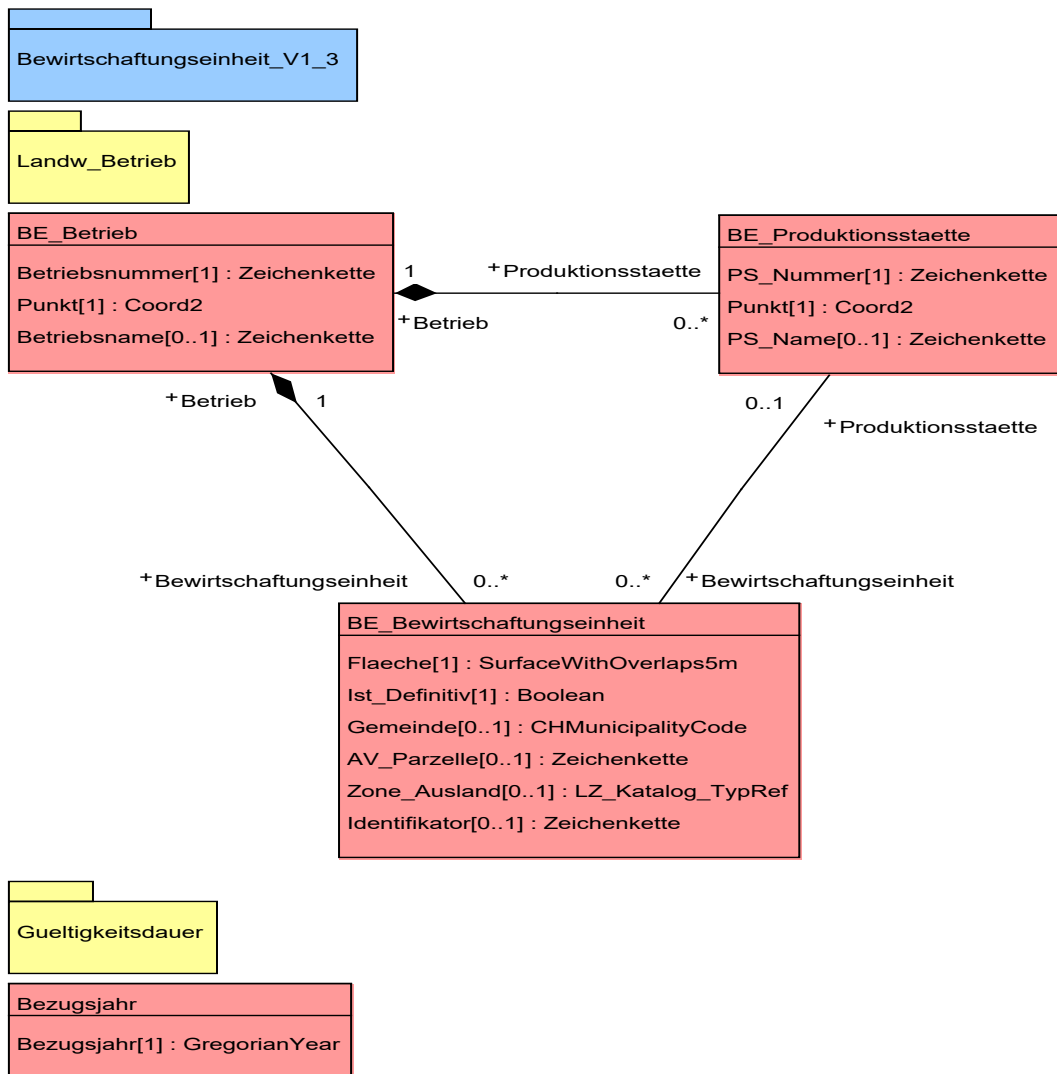 Bewirtschaftungseinheit_V1_3
Landw_Betrieb
BE_Betrieb
Betriebsnummer[1] : Zeichenkette
Punkt[1] : Coord2
Betriebsname[0..1] : Zeichenkette
1
+Produktionsstaette
+Betrieb
0..*
BE_Produktionsstaette
PS_Nummer[1] : Zeichenkette
Punkt[1] : Coord2
PS_Name[0..1] : Zeichenkette
+Betrieb
1
0..1
+Produktionsstaette
+Bewirtschaftungseinheit
0..*
0..*
+Bewirtschaftungseinheit
BE_Bewirtschaftungseinheit
Flaeche[1] : SurfaceWithOverlaps5m
Ist_Definitiv[1] : Boolean
Gemeinde[0..1] : CHMunicipalityCode
AV_Parzelle[0..1] : Zeichenkette
Zone_Ausland[0..1] : LZ_Katalog_TypRef
Identifikator[0..1] : Zeichenkette
Gueltigkeitsdauer
Bezugsjahr
Bezugsjahr[1] : GregorianYear